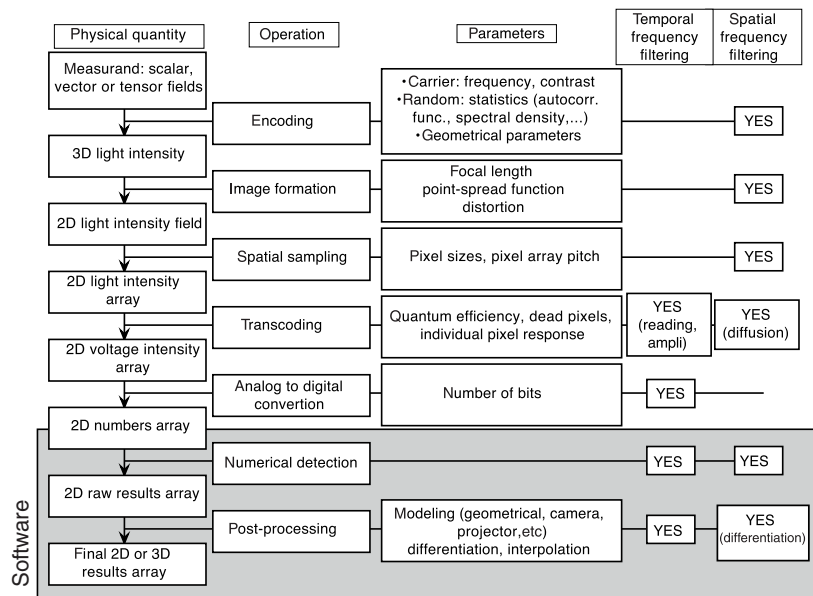 Physical quantity
Operation
Parameters
Temporal
frequency
filtering
Spatial
frequency
filtering
Measurand: scalar,
vector or tensor fields
Encoding
•Carrier: frequency, contrast
•Random: statistics (autocorr.
func., spectral density,...)
•Geometrical parameters
YES
3D light intensity
Image formation
Focal length
point-spread function
distortion
YES
2D light intensity field
Spatial sampling
Pixel sizes, pixel array pitch
YES
2D light intensity
array
Transcoding
Quantum efficiency, dead pixels,
individual pixel response
YES
(reading,
ampli)
YES
(diffusion)
2D voltage intensity
array
Analog to digital
convertion
Number of bits
YES
2D numbers array
Numerical detection
YES
YES
2D raw results array
Post-processing
Modeling (geometrical, camera,
projector,etc)
differentiation, interpolation
YES
YES
(differentiation)
Final 2D or 3D
results array
Software